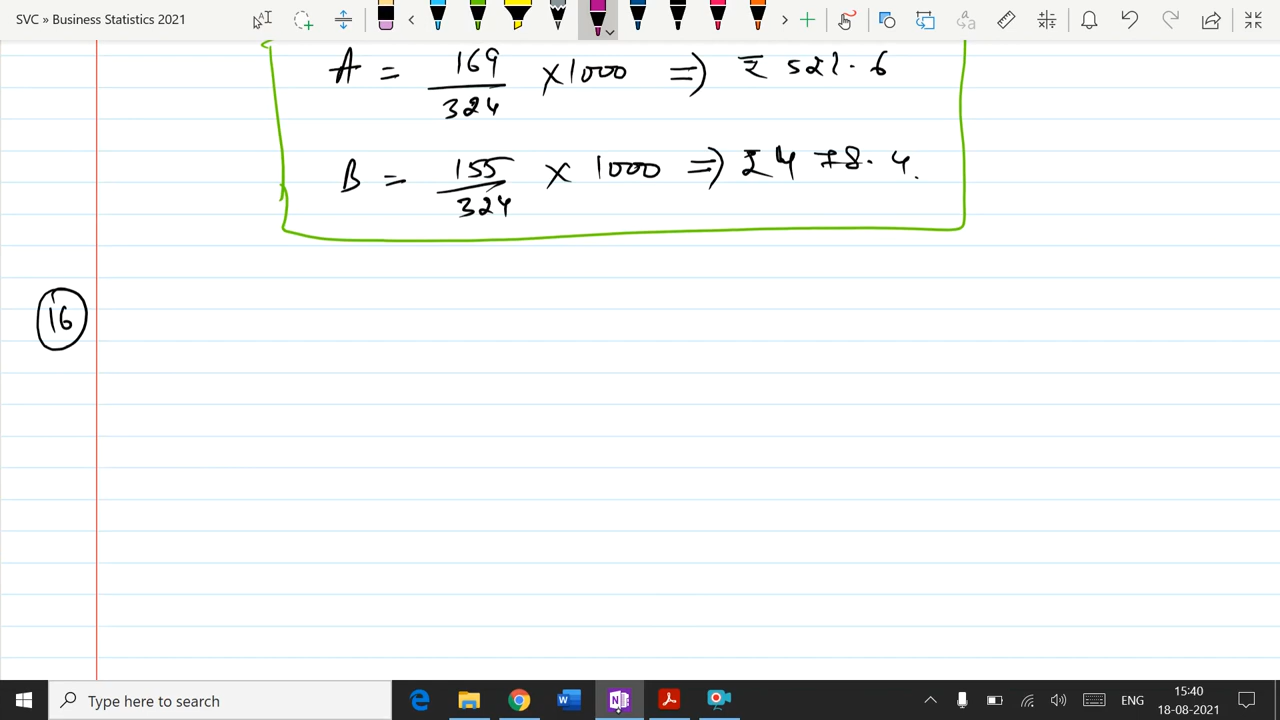 SVC » Business Statistics 2021
A = 169/324 ×1000 => ₹ 521.6
B = 155/324 × 1000 => ₹ 478.4.
16
Type here to search
ENG
15:40
18-08-2021